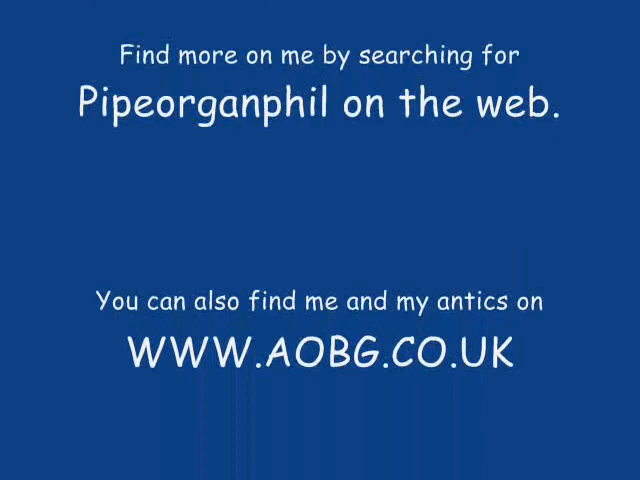 Find more on me by searching for
Pipeorganphil on the web.
You can also find me and my antics on
WWW.AOBG.CO.UK